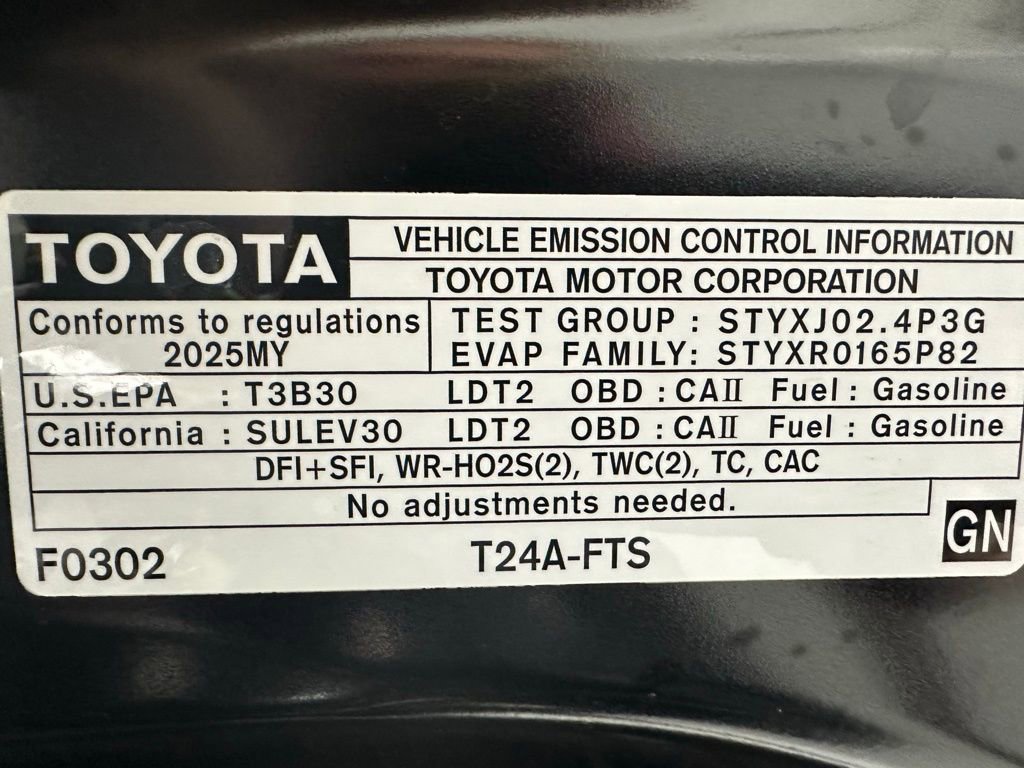 TOYOTA
VEHICLE EMISSION CONTROL INFORMATION
TOYOTA MOTOR CORPORATION
Conforms to regulations
2025MY
TEST GROUP : STYXJ02.4P3G
EVAP FAMILY: STYXR0165P82
U.S.EPA : T3B30 LDT2 OBD : CAⅡ Fuel : Gasoline
California : SULEV30 LDT2 OBD : CAⅡ Fuel : Gasoline
DFI+SFI, WR-HO2S(2), TWC(2), TC, CAC
No adjustments needed.
GN
F0302 T24A-FTS